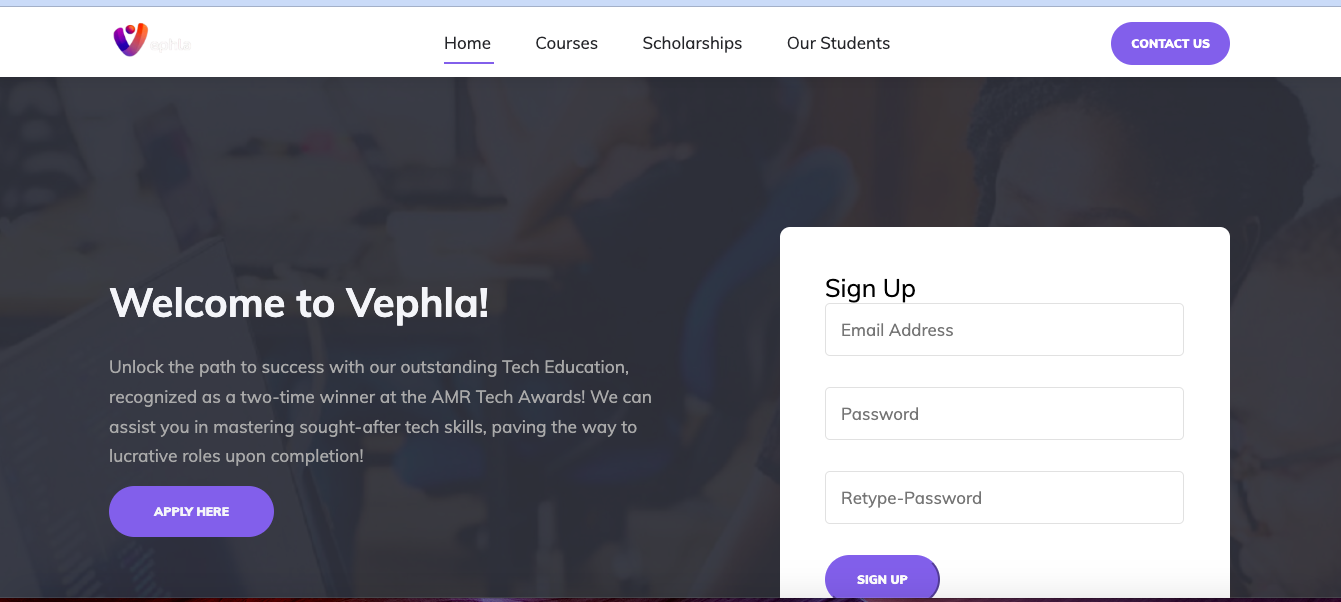 ephla
Home Courses Scholarships Our Students
CONTACT US
Welcome to Vephla!
Unlock the path to success with our outstanding Tech Education,
recognized as a two-time winner at the AMR Tech Awards! We can
assist you in mastering sought-after tech skills, paving the way to
lucrative roles upon completion!
APPLY HERE
Sign Up
Email Address
Password
Retype-Password
SIGN UP